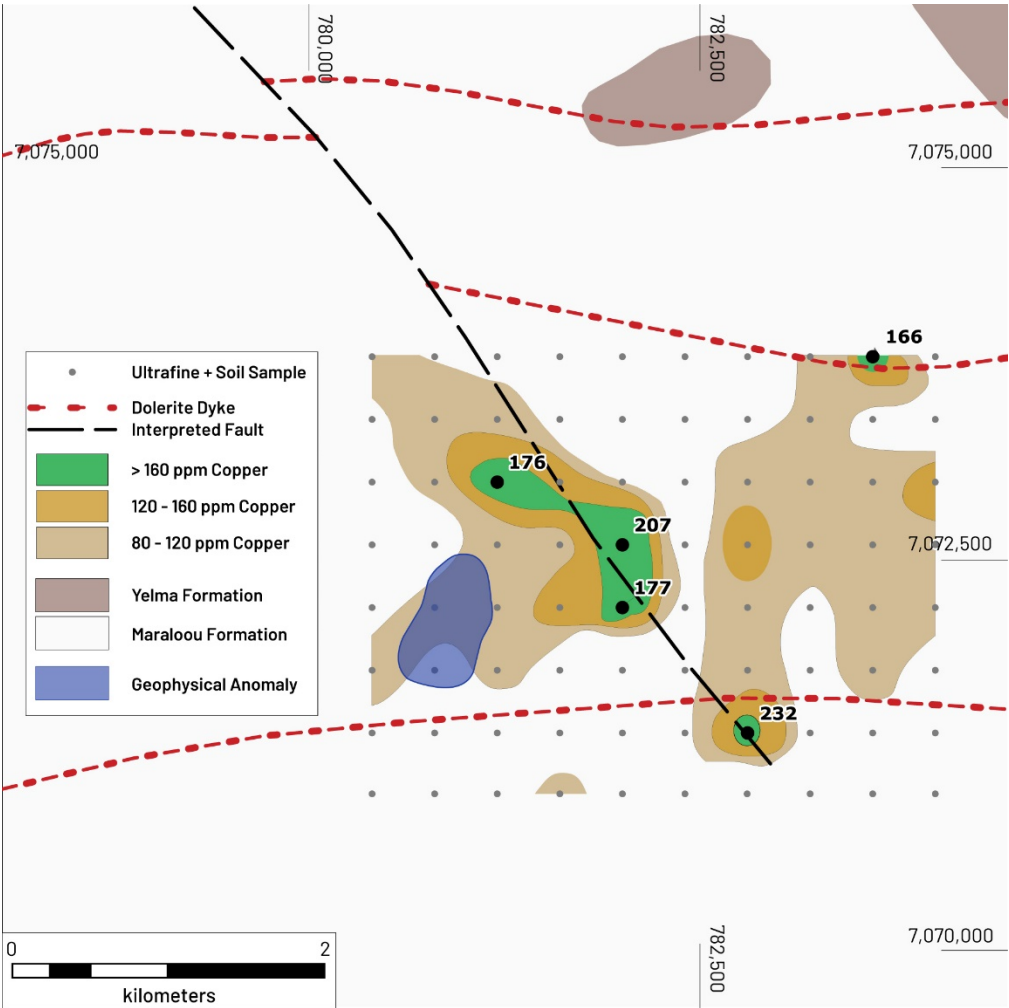 780,000
782,500
7,075,000
7,075,000
166
Ultrafine + Soil Sample
Dolerite Dyke
Interpreted Fault
> 160 ppm Copper
120 - 160 ppm Copper
80 - 120 ppm Copper
Yelma Formation
Maraloou Formation
Geophysical Anomaly
176
207
7,072,500
177
232
782,500
7,070,000
0
2
kilometers